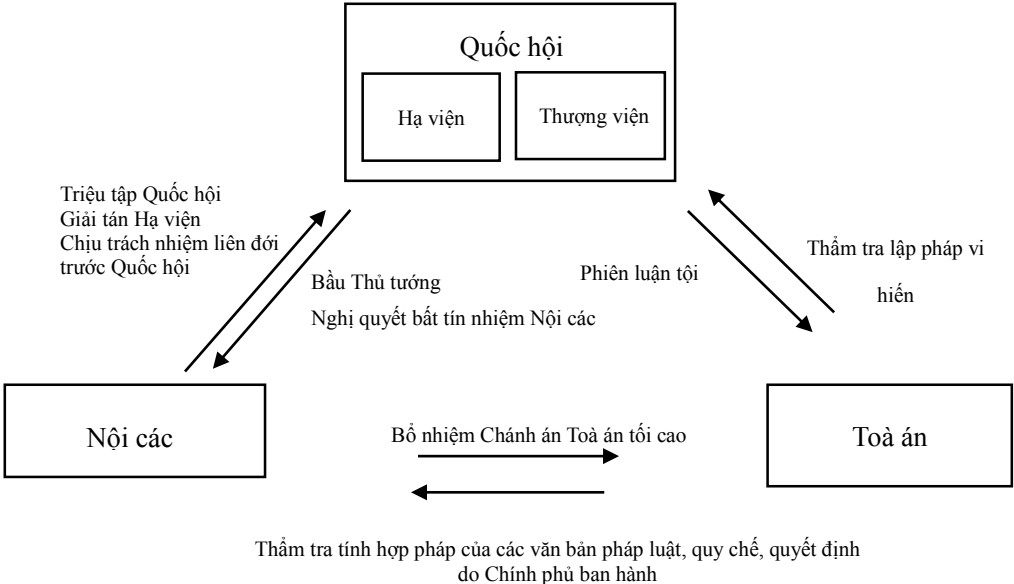 Quốc hội
Hạ viện
Thượng viện
Triệu tập Quốc hội
Giải tán Hạ viện
Chịu trách nhiệm liên đới
trước Quốc hội
Bầu Thủ tướng
Nghị quyết bất tín nhiệm Nội các
Phiên luận tội
Thẩm tra lập pháp vi
hiến
Nội các
Bổ nhiệm Chánh án Toà án tối cao
Toà án
Thẩm tra tính hợp pháp của các văn bản pháp luật, quy chế, quyết định
do Chính phủ ban hành